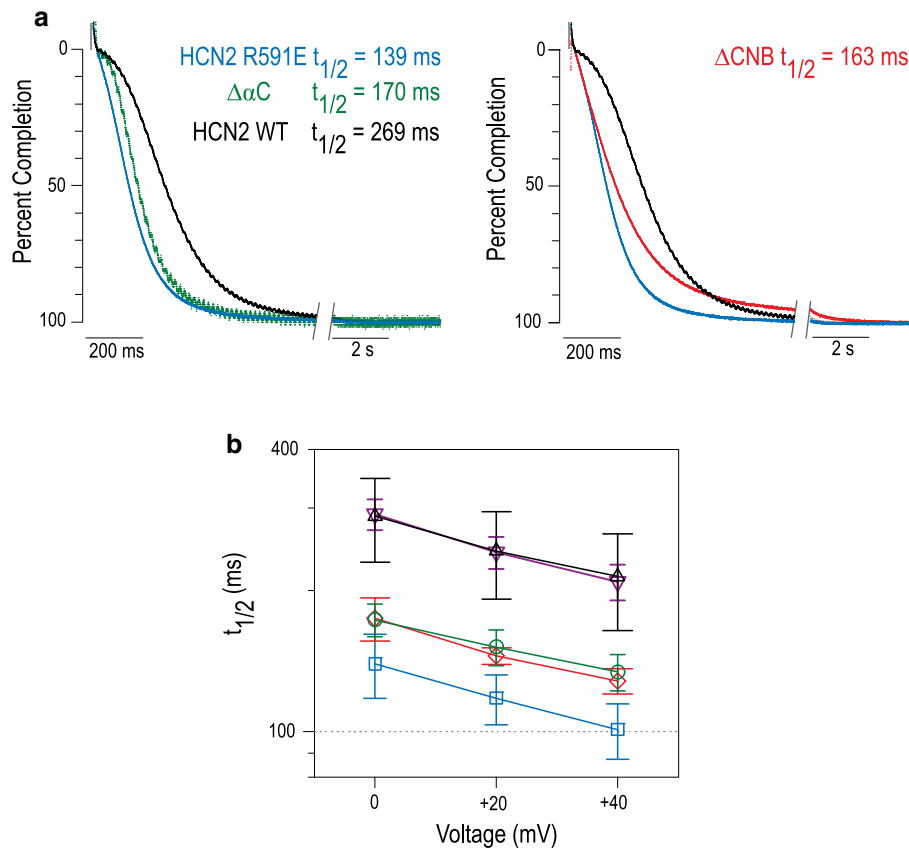 a
HCN2 R591E t1/2 = 139 ms
ΔαC t1/2 = 170 ms
HCN2 WT t1/2 = 269 ms
Percent Completion
0
50
100
200 ms
2 s
ΔCNB t1/2 = 163 ms
Percent Completion
0
50
100
200 ms
2 s
b
400
100
t1/2 (ms)
0
+20
+40
Voltage (mV)